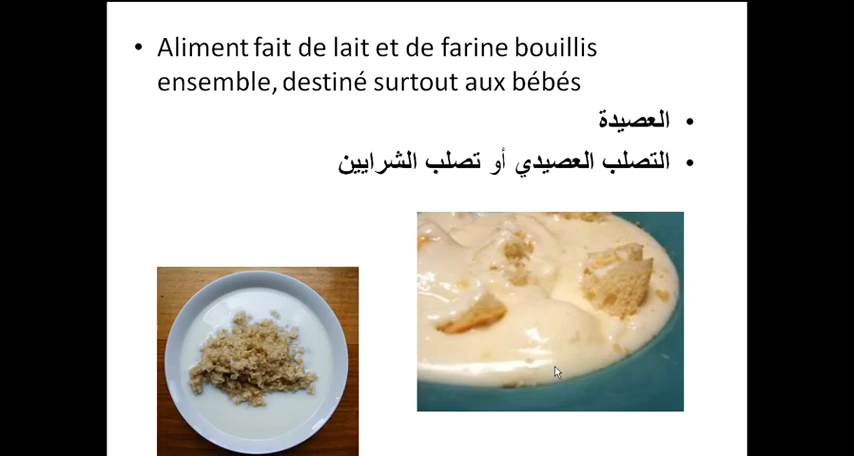 • Aliment fait de lait et de farine bouillis
ensemble, destiné surtout aux bébés
• العصيدة
• التصلب العصيدي أو تصلب الشرايين